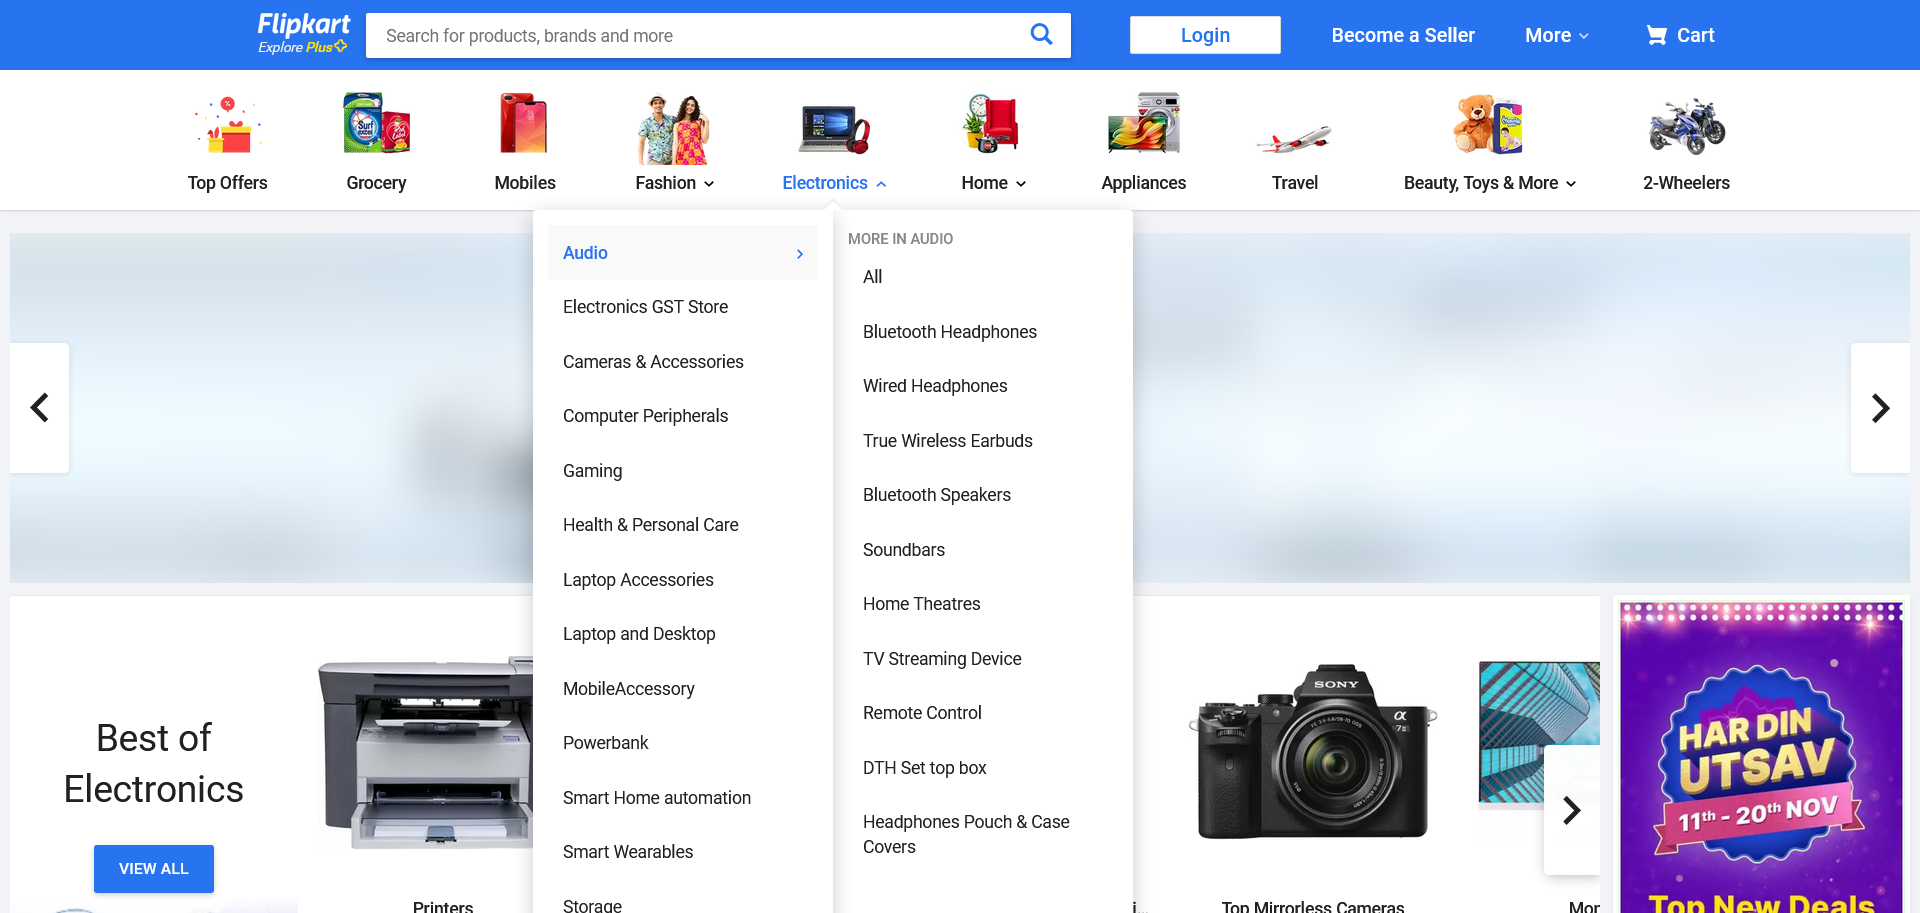 Flipkart
Explore Plus
Search for products, brands and more
Login
Become a Seller
More
Cart
Surf excel
Top Offers
Grocery
Mobiles
Fashion
Electronics
Home
Appliances
Travel
Beauty, Toys & More
2-Wheelers
Audio
Electronics GST Store
Cameras & Accessories
Computer Peripherals
Gaming
Health & Personal Care
Laptop Accessories
Laptop and Desktop
MobileAccessory
Powerbank
Smart Home automation
Smart Wearables
Storage
MORE IN AUDIO
All
Bluetooth Headphones
Wired Headphones
True Wireless Earbuds
Bluetooth Speakers
Soundbars
Home Theatres
TV Streaming Device
Remote Control
DTH Set top box
Headphones Pouch & Case
Covers
Best of
Electronics
VIEW ALL
Printers
SONY
α
7II
Top Mirrorless Cameras
HAR DIN
UTSAV
11th - 20th NOV
Top New Deals